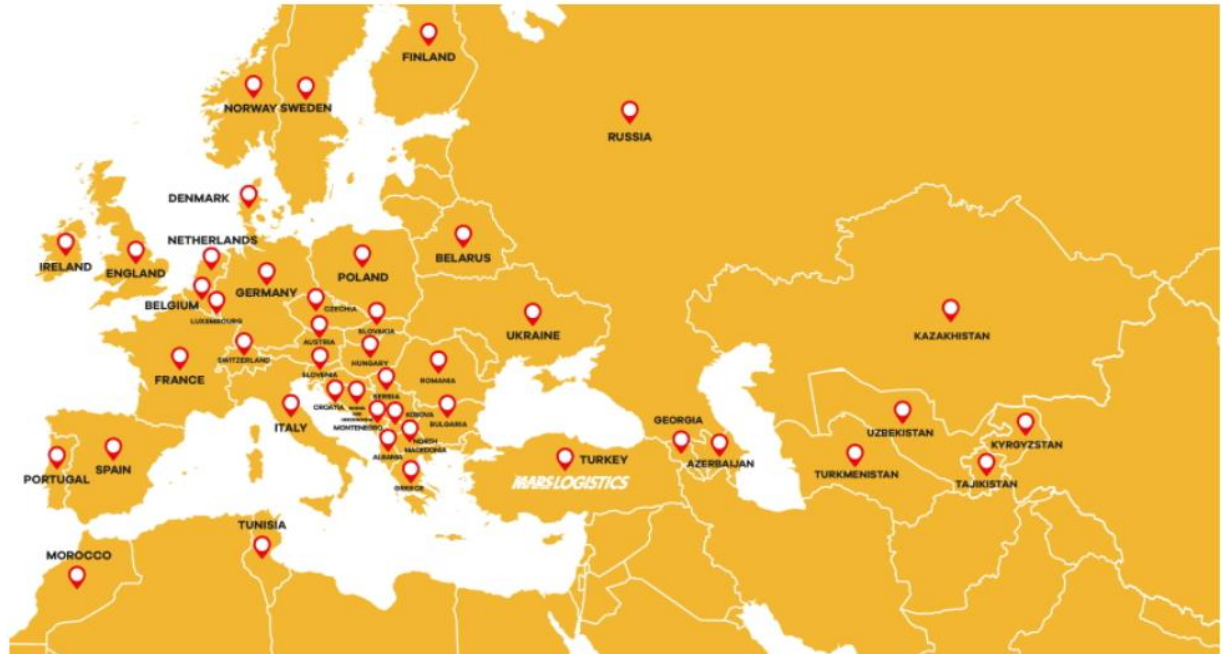 FINLAND
NORWAY
SWEDEN
RUSSIA
DENMARK
NETHERLANDS
IRELAND
ENGLAND
POLAND
BELARUS
BELGIUM
GERMANY
LUXEMBOURG
CZECHIA
SLOVAKIA
UKRAINE
KAZAKHISTAN
AUSTRIA
SWITZERLAND
HUNGARY
FRANCE
SLOVENIA
ROMANIA
SERBIA
CROATIA
KOSOVA
ITALY
MONTENEGRO
BULGARIA
GEORGIA
UZBEKISTAN
KYRGYZSTAN
NORTH
MACEDONIA
ALBANIA
TURKEY
AZERBAIJAN
SPAIN
PORTUGAL
TURKMENISTAN
TAJIKISTAN
GREECE
MARS LOGISTICS
TUNISIA
MOROCCO